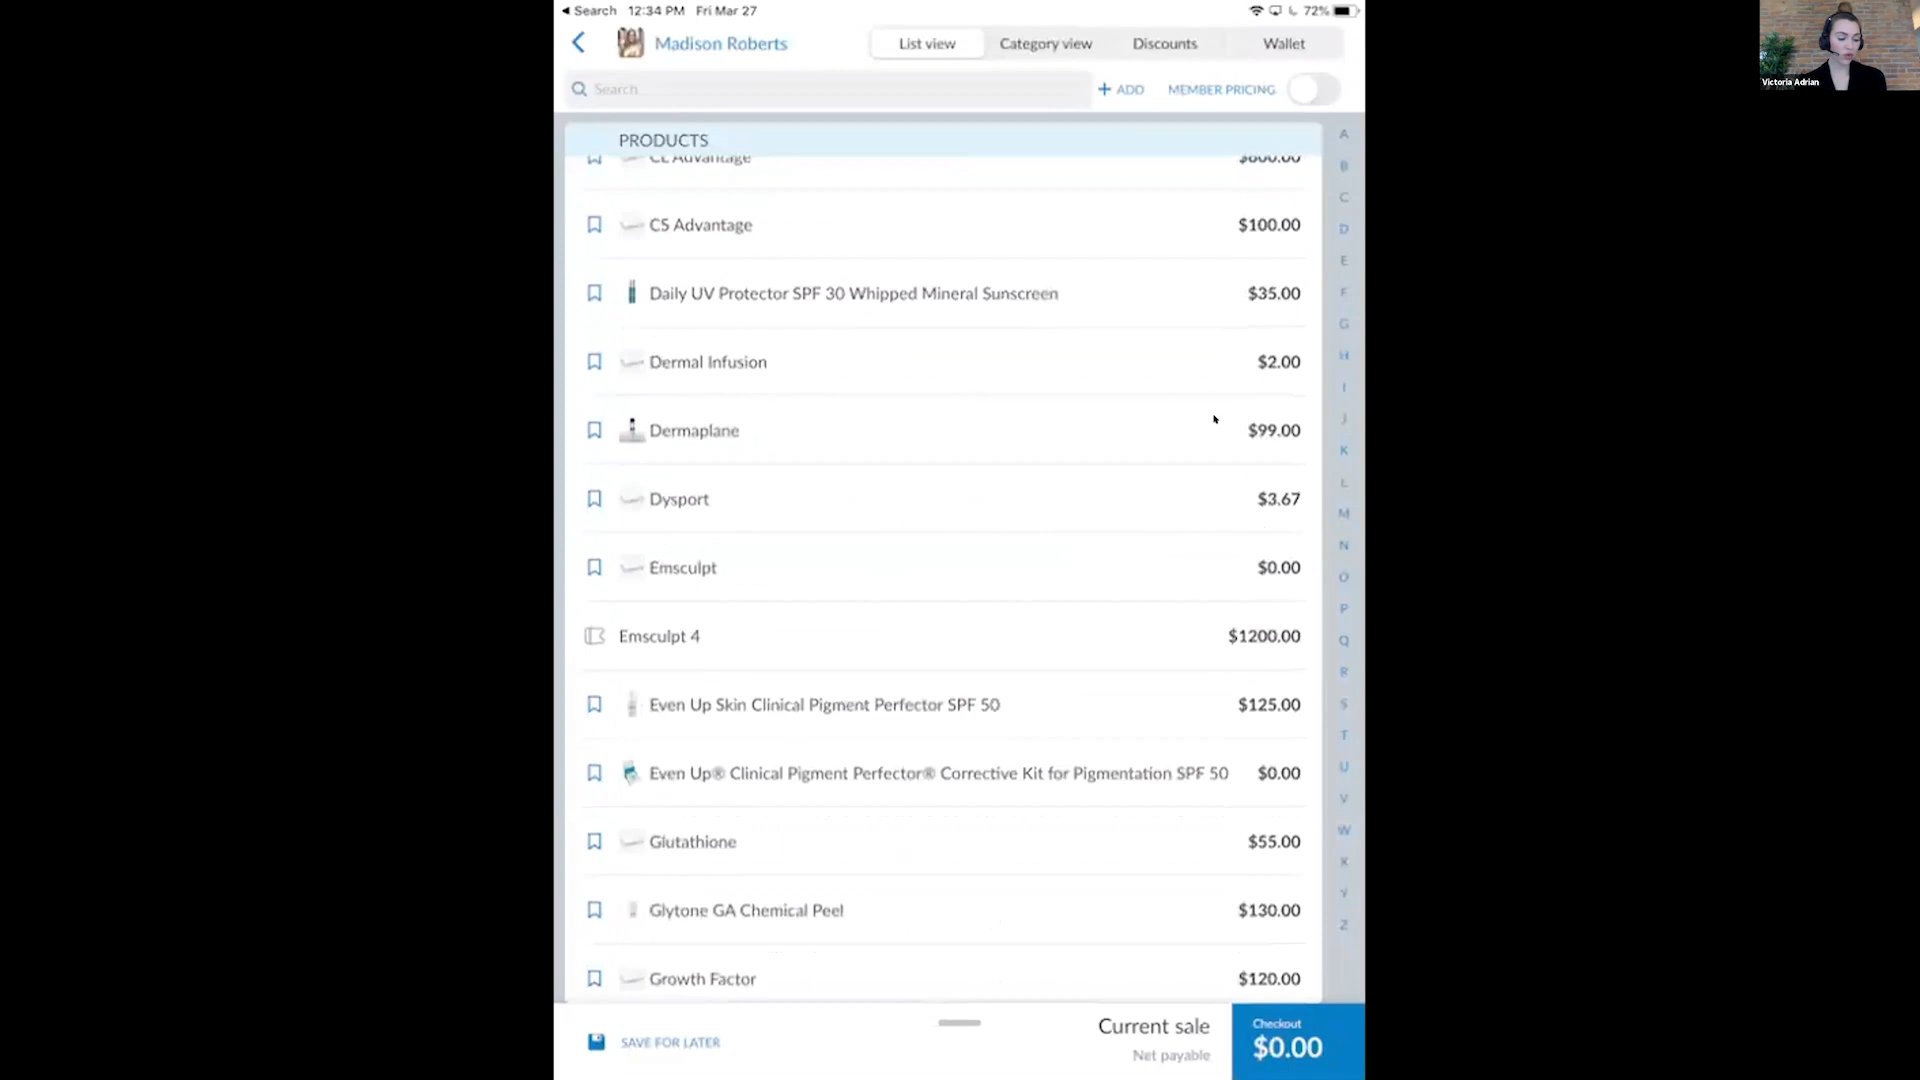 Search 12:34 PM Fri Mar 27 72%
Madison Roberts List view Category view Discounts Wallet
Search + ADD MEMBER PRICING
Victoria Adrian
PRODUCTS
CL Advantage $800.00
CS Advantage $100.00
Daily UV Protector SPF 30 Whipped Mineral Sunscreen $35.00
Dermal Infusion $2.00
Dermaplane $99.00
Dysport $3.67
Emsculpt $0.00
Emsculpt 4 $1200.00
Even Up Skin Clinical Pigment Perfector SPF 50 $125.00
Even Up® Clinical Pigment Perfector® Corrective Kit for Pigmentation SPF 50 $0.00
Glutathione $55.00
Glytone GA Chemical Peel $130.00
Growth Factor $120.00
A
B
C
D
E
F
G
H
I
J
K
L
M
N
O
P
Q
R
S
T
U
V
W
X
Y
Z
SAVE FOR LATER
Current sale
Net payable
Checkout
$0.00